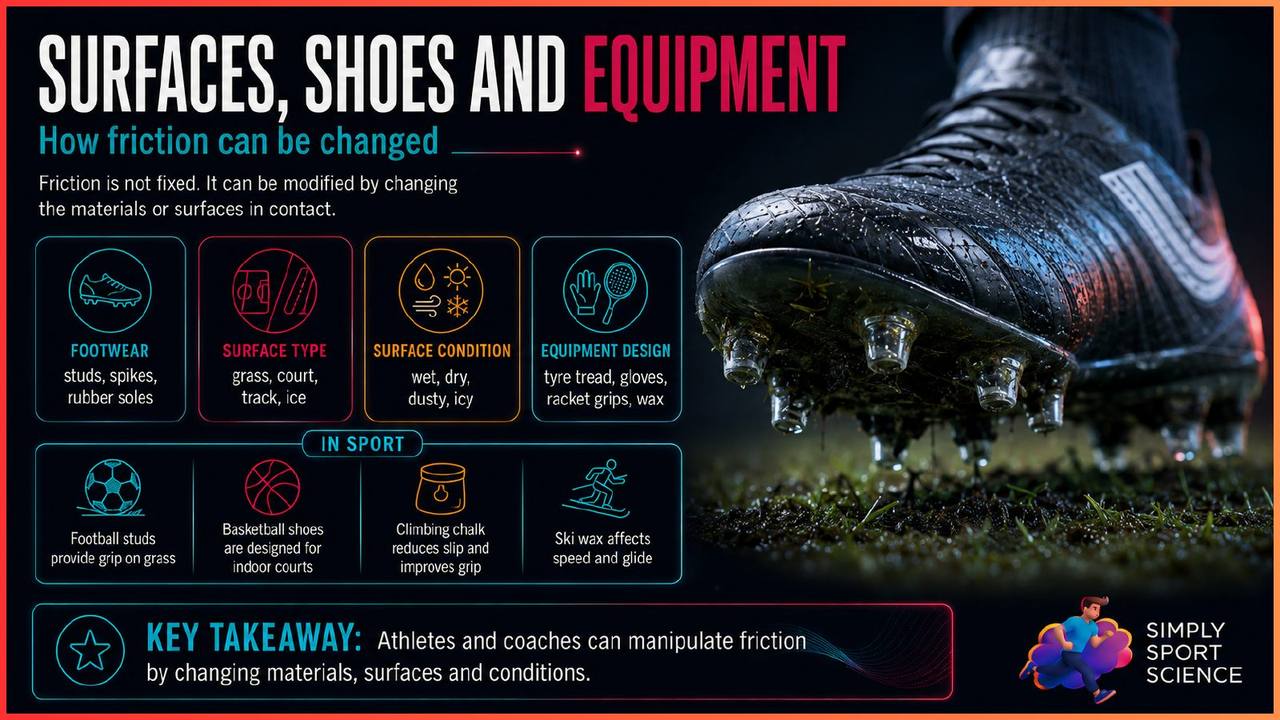 SURFACES, SHOES AND EQUIPMENT
How friction can be changed
Friction is not fixed. It can be modified by changing
the materials or surfaces in contact.
FOOTWEAR
studs, spikes,
rubber soles
SURFACE TYPE
grass, court,
track, ice
SURFACE CONDITION
wet, dry,
dusty, icy
EQUIPMENT DESIGN
tyre tread, gloves,
racket grips, wax
IN SPORT
Football studs
provide grip on grass
Basketball shoes
are designed for
indoor courts
Climbing chalk
reduces slip and
improves grip
Ski wax affects
speed and glide
KEY TAKEAWAY: Athletes and coaches can manipulate friction
by changing materials, surfaces and conditions.
SIMPLY
SPORT
SCIENCE